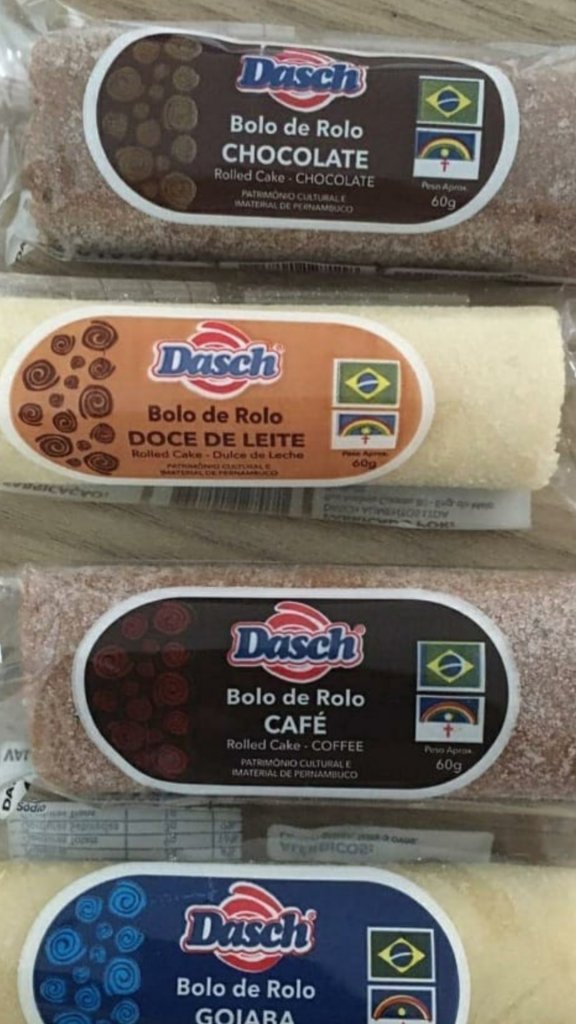 Dasch
Bolo de Rolo
CHOCOLATE
Rolled Cake - CHOCOLATE
PATRIMÔNIO CULTURAL E
IMATERIAL DE PERNAMBUCO
Peso Aprox.
60g
Dasch
Bolo de Rolo
DOCE DE LEITE
Rolled Cake - Dulce de Leche
PATRIMÔNIO CULTURAL E
IMATERIAL DE PERNAMBUCO
Peso Aprox.
60g
Dasch
Bolo de Rolo
CAFÉ
Rolled Cake - COFFEE
PATRIMÔNIO CULTURAL E
IMATERIAL DE PERNAMBUCO
Peso Aprox.
60g
Sódio
Dasch
Bolo de Rolo
GOIABA